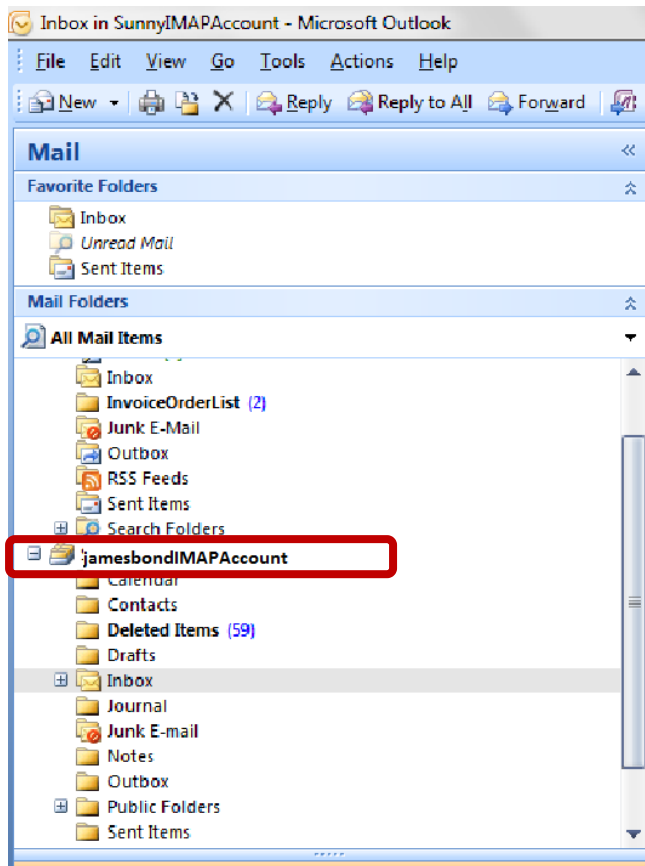 Inbox in SunnyIMAPAccount - Microsoft Outlook
File Edit View Go Tools Actions Help
New Reply Reply to All Forward
Mail
Favorite Folders
Inbox
Unread Mail
Sent Items
Mail Folders
All Mail Items
Inbox
InvoiceOrderList (2)
Junk E-Mail
Outbox
RSS Feeds
Sent Items
Search Folders
jamesbondIMAPAccount
Calendar
Contacts
Deleted Items (59)
Drafts
Inbox
Journal
Junk E-mail
Notes
Outbox
Public Folders
Sent Items